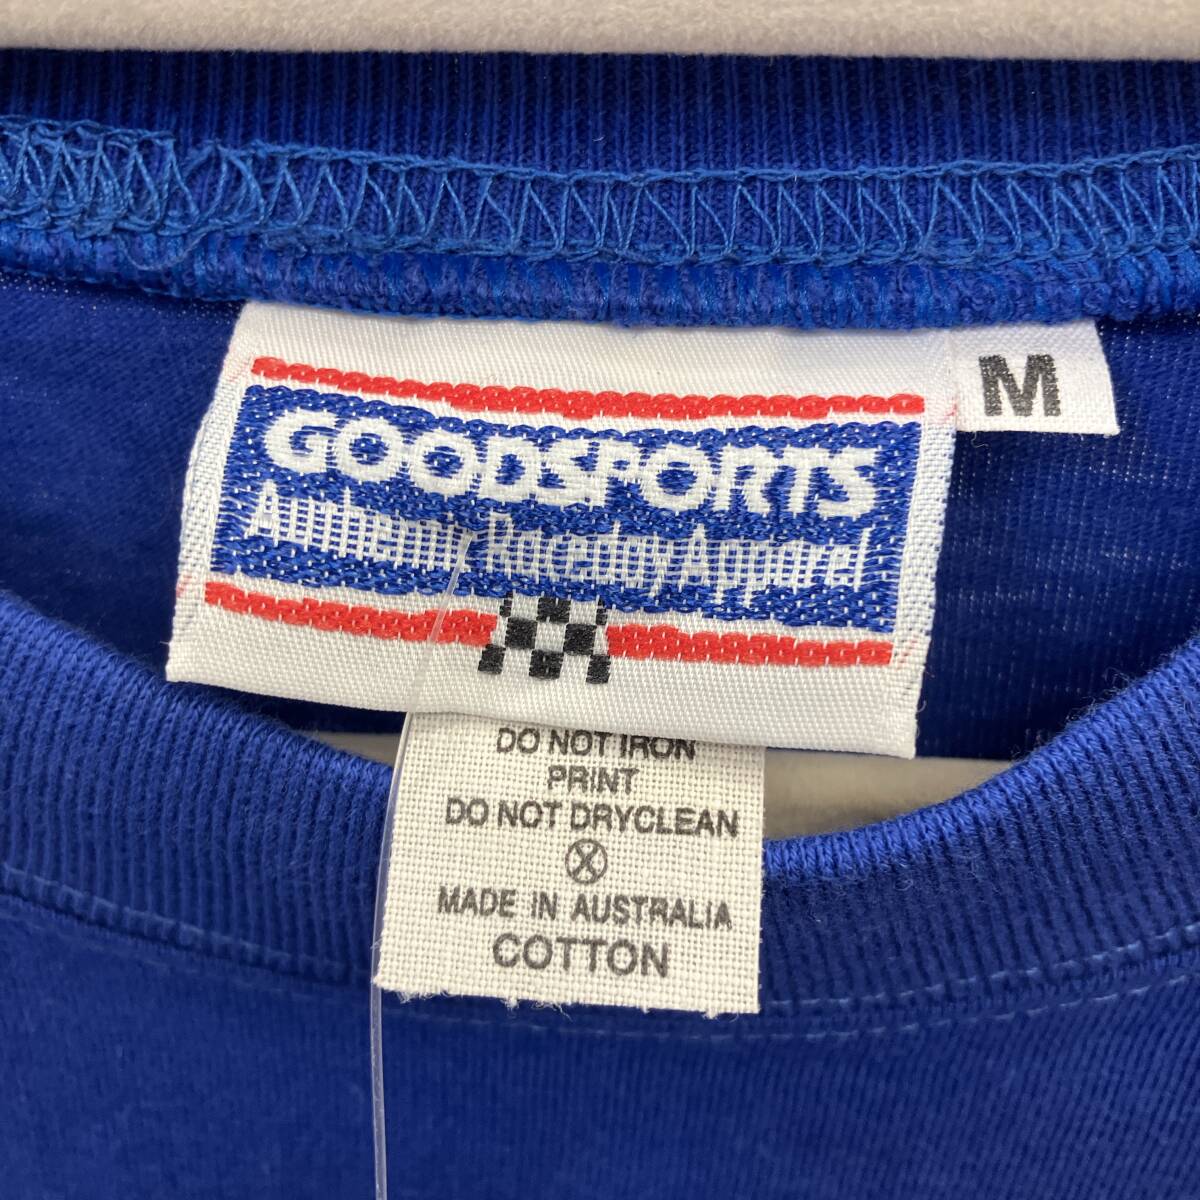 GOODSPORTS
Authentic Raceday Apparel
M
DO NOT IRON
PRINT
DO NOT DRYCLEAN
X
MADE IN AUSTRALIA
COTTON